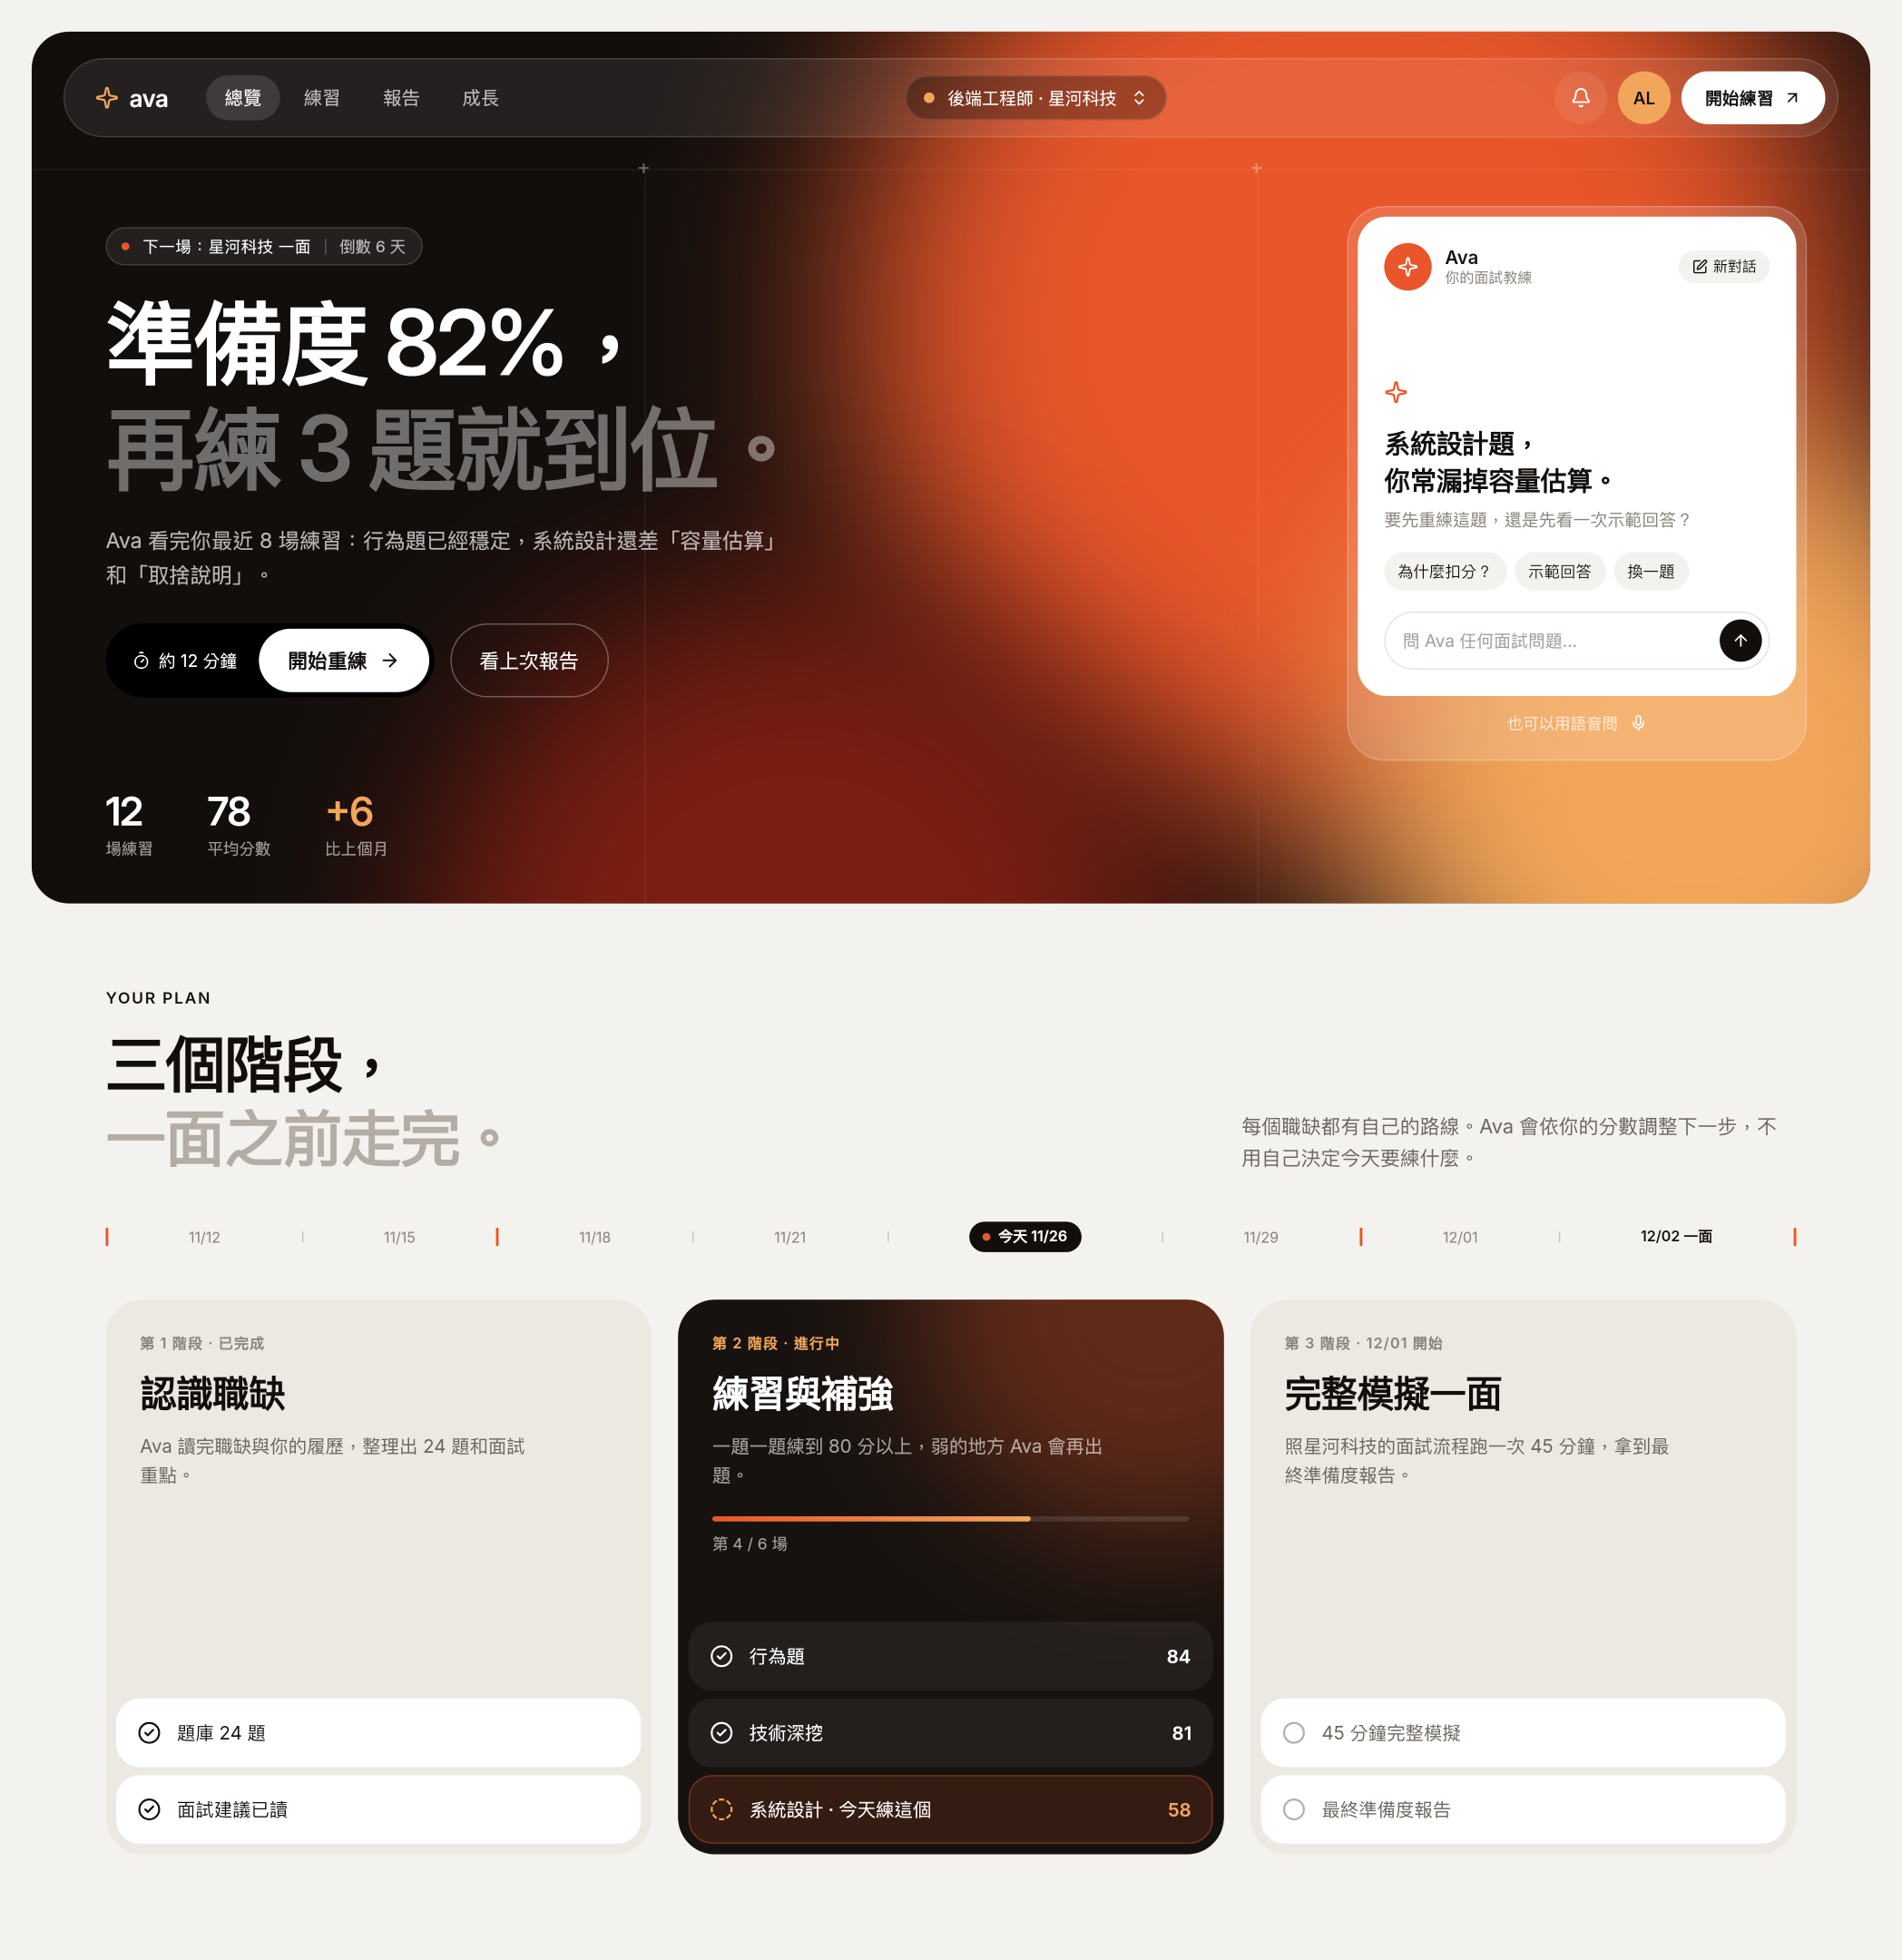 ava
總覽
練習
報告
成長
後端工程師 · 星河科技
AL
開始練習
下一場：星河科技 一面 | 倒數 6 天
準備度 82%，
再練 3 題就到位。
Ava 看完你最近 8 場練習：行為題已經穩定，系統設計還差「容量估算」
和「取捨說明」。
約 12 分鐘
開始重練
看上次報告
12
場練習
78
平均分數
+6
比上個月
Ava
你的面試教練
新對話
系統設計題，
你常漏掉容量估算。
要先重練這題，還是先看一次示範回答？
為什麼扣分？
示範回答
換一題
問 Ava 任何面試問題...
也可以用語音問
YOUR PLAN
三個階段，
一面之前走完。
每個職缺都有自己的路線。Ava 會依你的分數調整下一步，不
用自己決定今天要練什麼。
11/12
11/15
11/18
11/21
今天 11/26
11/29
12/01
12/02 一面
第 1 階段 · 已完成
認識職缺
Ava 讀完職缺與你的履歷，整理出 24 題和面試
重點。
題庫 24 題
面試建議已讀
第 2 階段 · 進行中
練習與補強
一題一題練到 80 分以上，弱的地方 Ava 會再出
題。
第 4 / 6 場
行為題
84
技術深挖
81
系統設計 · 今天練這個
58
第 3 階段 · 12/01 開始
完整模擬一面
照星河科技的面試流程跑一次 45 分鐘，拿到最
終準備度報告。
45 分鐘完整模擬
最終準備度報告